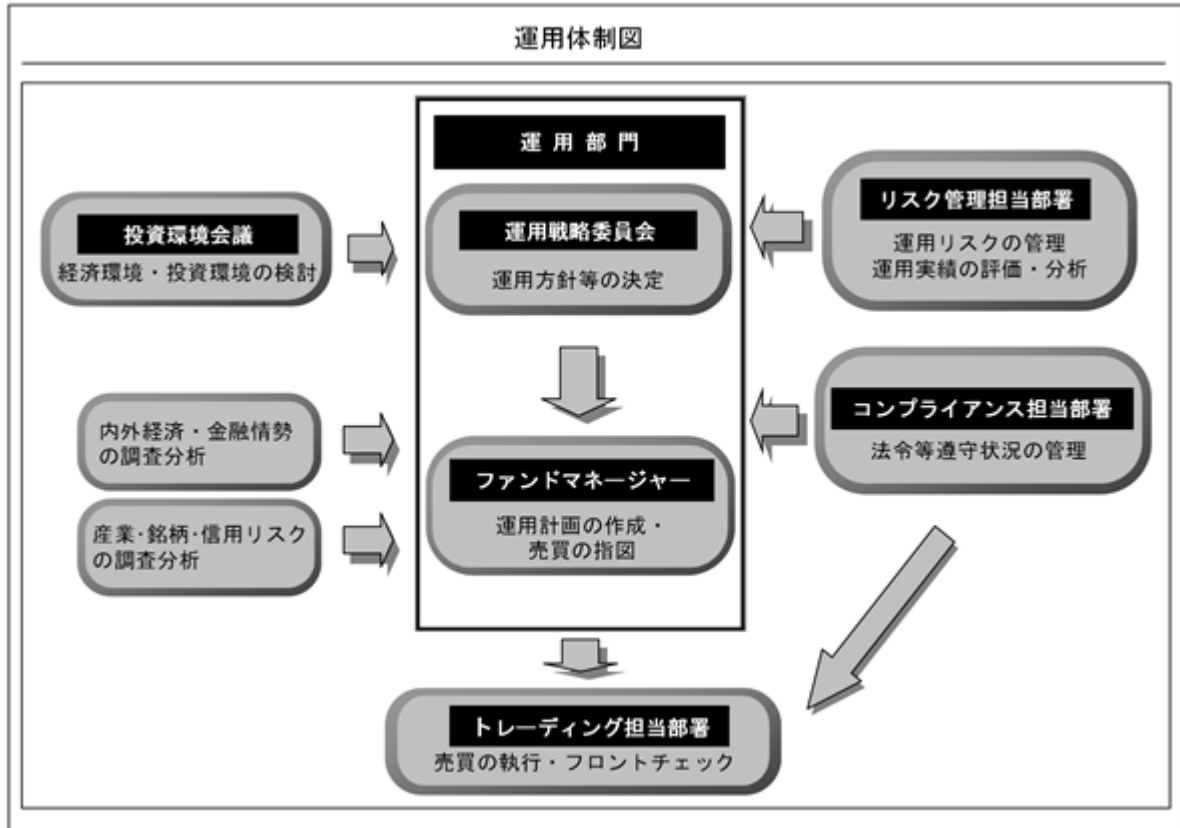 運用体制図
運用部門
投資環境会議
経済環境・投資環境の検討
運用戦略委員会
運用方針等の決定
リスク管理担当部署
運用リスクの管理
運用実績の評価・分析
内外経済・金融情勢
の調査分析
産業・銘柄・信用リスク
の調査分析
ファンドマネージャー
運用計画の作成・
売買の指図
コンプライアンス担当部署
法令等遵守状況の管理
トレーディング担当部署
売買の執行・フロントチェック